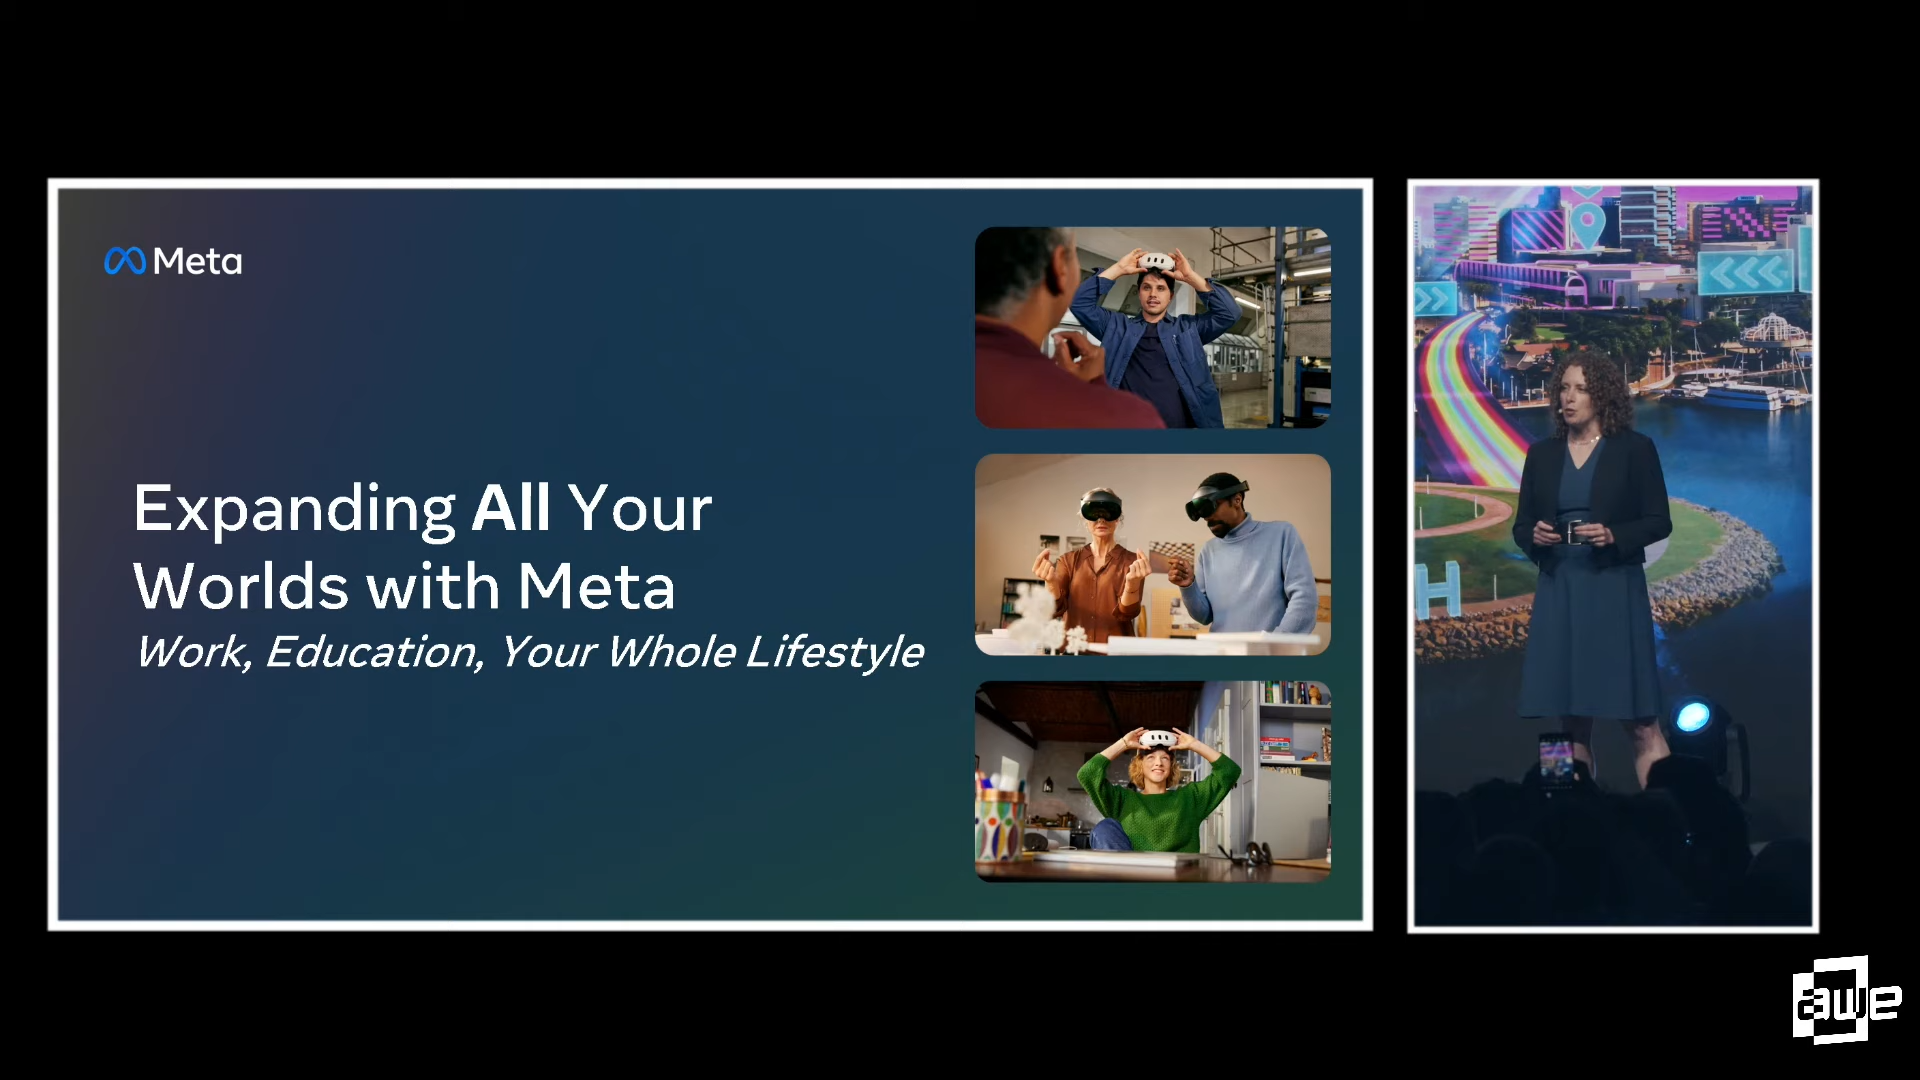 Meta
Expanding All Your
Worlds with Meta
Work, Education, Your Whole Lifestyle
H
awe